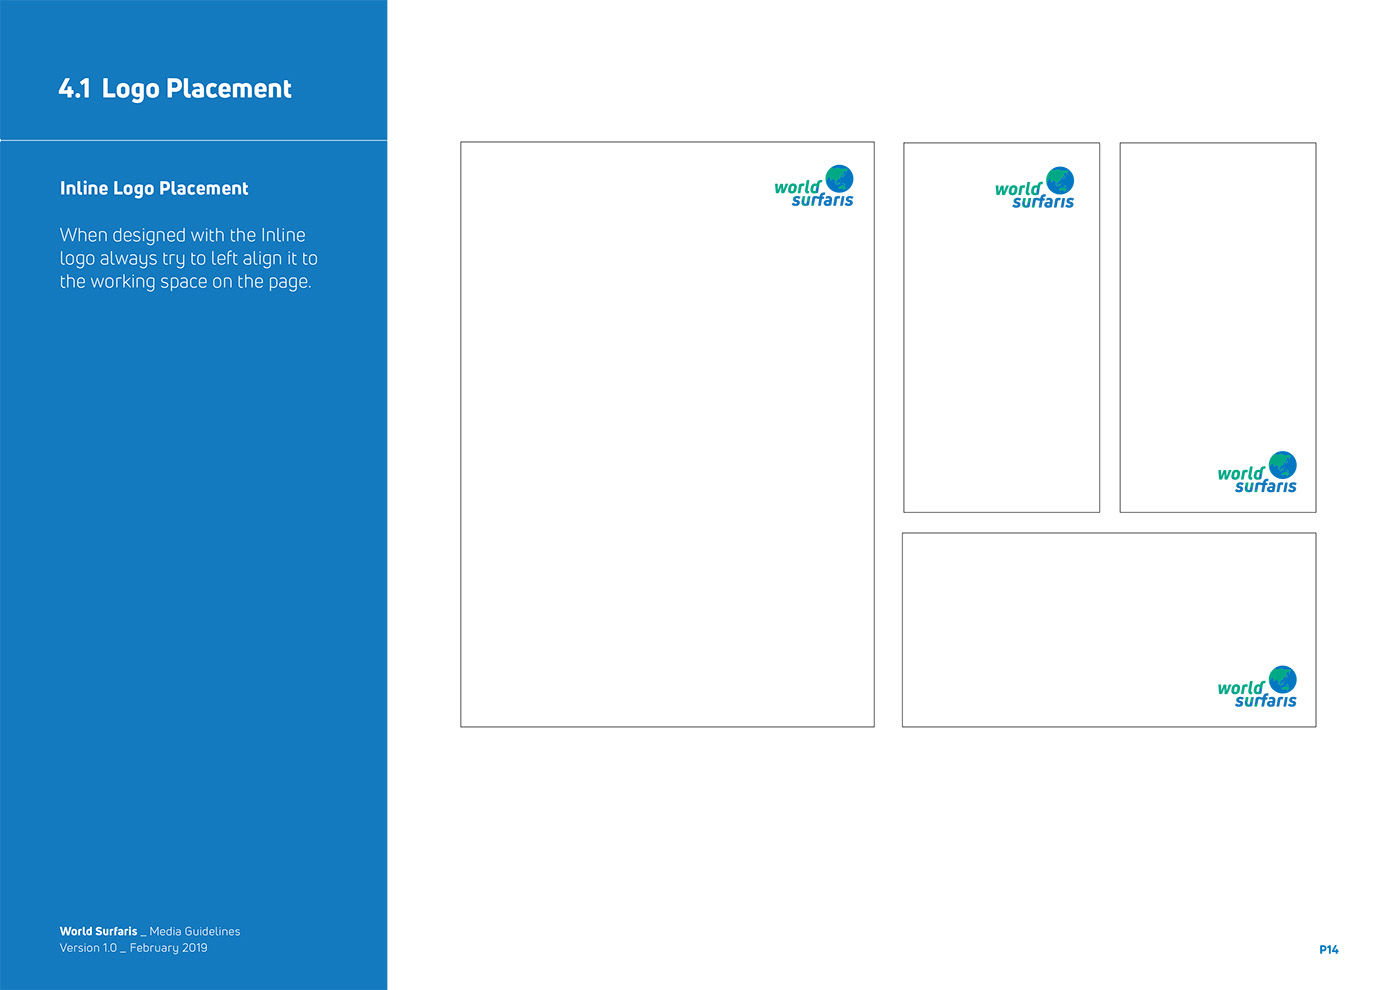 4.1 Logo Placement
Inline Logo Placement
When designed with the Inline
logo always try to left align it to
the working space on the page.
World Surfaris _ Media Guidelines
Version 1.0 _ February 2019
world
surfaris
world
surfaris
world
surfaris
world
surfaris
P14